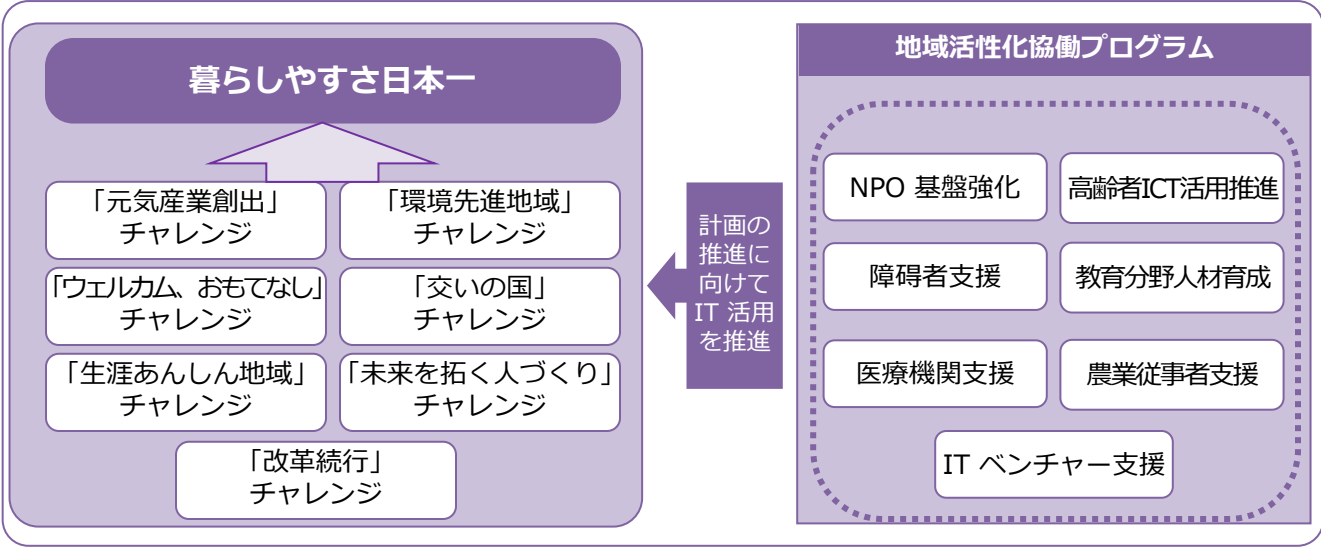 暮らしやすさ日本一
「元気産業創出」
チャレンジ
「環境先進地域」
チャレンジ
「ウェルカム、おもてなし」
チャレンジ
「交いの国」
チャレンジ
「生涯あんしん地域」
チャレンジ
「未来を拓く人づくり」
チャレンジ
「改革続行」
チャレンジ
計画の
推進に
向けて
IT 活用
を推進
地域活性化協働プログラム
NPO 基盤強化
高齢者ICT活用推進
障碍者支援
教育分野人材育成
医療機関支援
農業従事者支援
IT ベンチャー支援